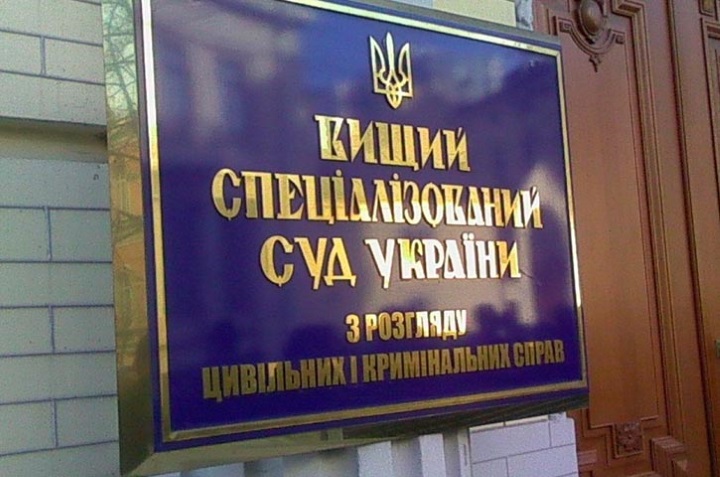 ВИЩИЙ
СПЕЦІАЛІЗОВАНИЙ
СУД УКРАЇНИ
З РОЗГЛЯДУ
ЦИВІЛЬНИХ І КРИМІНАЛЬНИХ СПРАВ